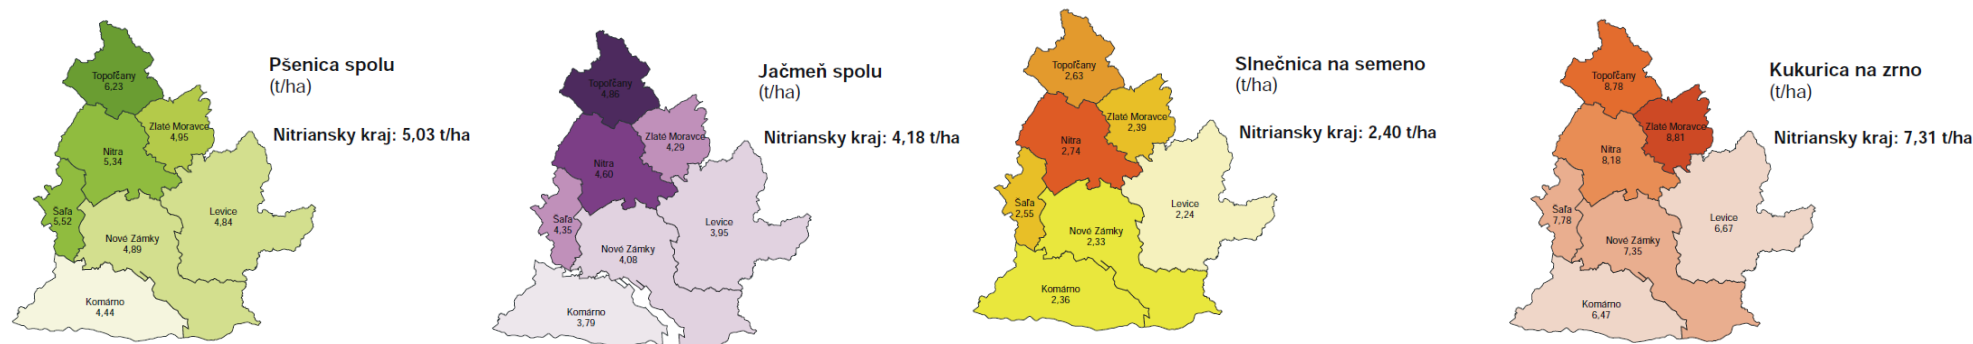 Pšenica spolu
(t/ha)
Nitriansky kraj: 5,03 t/ha
Topoľčany
6,23
Zlaté Moravce
4,95
Nitra
5,34
Šaľa
5,52
Levice
4,84
Nové Zámky
4,89
Komárno
4,44
Jačmeň spolu
(t/ha)
Nitriansky kraj: 4,18 t/ha
Topoľčany
4,86
Zlaté Moravce
4,29
Nitra
4,60
Šaľa
4,35
Levice
3,95
Nové Zámky
4,08
Komárno
3,79
Slnečnica na semeno
(t/ha)
Nitriansky kraj: 2,40 t/ha
Topoľčany
2,63
Zlaté Moravce
2,39
Nitra
2,74
Šaľa
2,55
Levice
2,24
Nové Zámky
2,33
Komárno
2,36
Kukurica na zrno
(t/ha)
Nitriansky kraj: 7,31 t/ha
Topoľčany
8,78
Zlaté Moravce
8,81
Nitra
8,18
Šaľa
7,78
Levice
6,67
Nové Zámky
7,35
Komárno
6,47